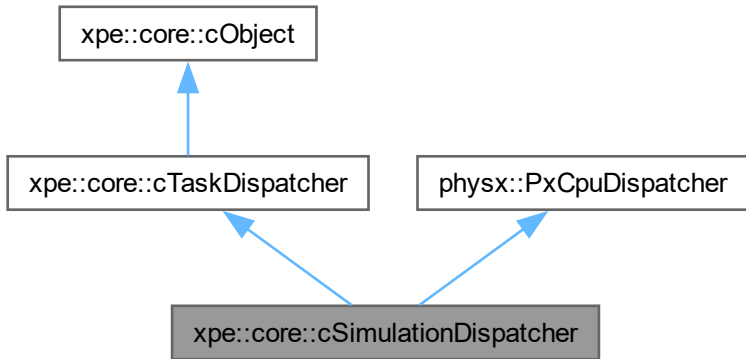 xpe::core::cObject
xpe::core::cTaskDispatcher
physx::PxCpuDispatcher
xpe::core::cSimulationDispatcher